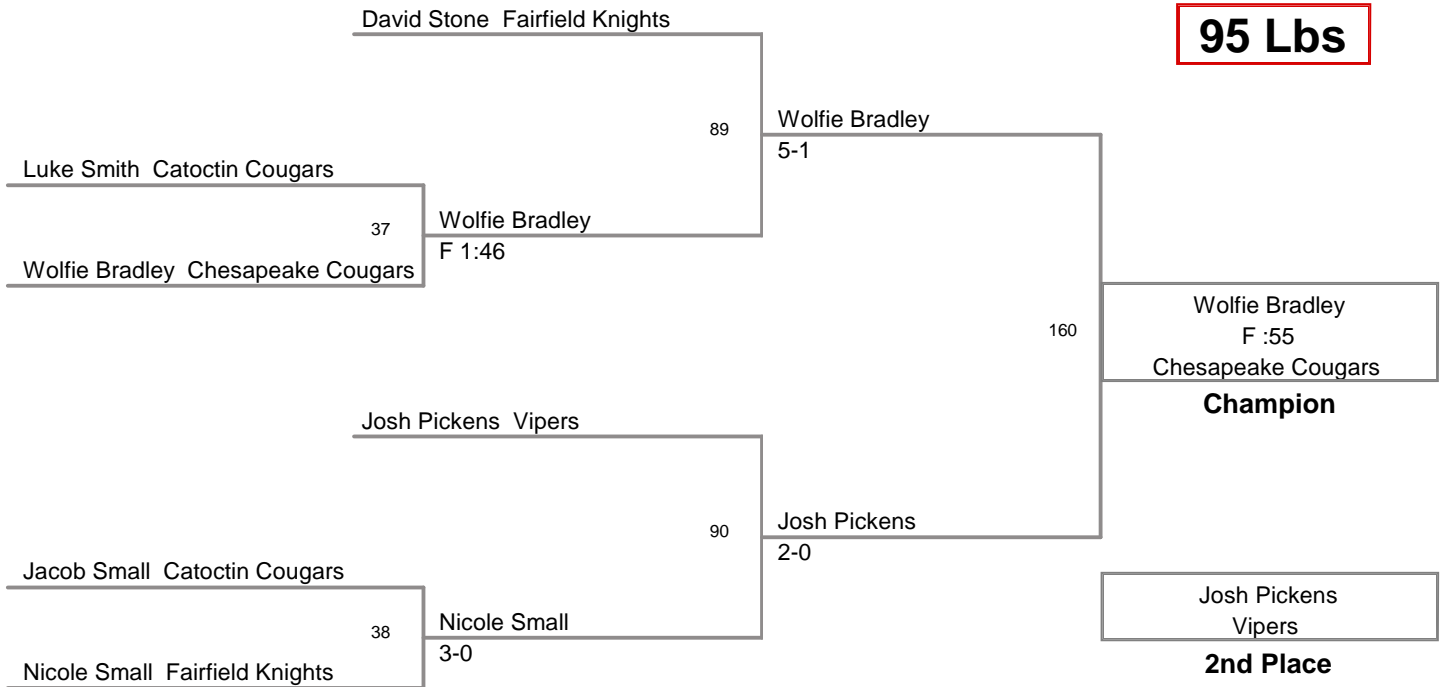 David Stone  Fairfield Knights
95 Lbs
89
Wolfie Bradley
5-1
Luke Smith  Catoctin Cougars
37
Wolfie Bradley
F 1:46
Wolfie Bradley  Chesapeake Cougars
160
Wolfie Bradley
F :55
Chesapeake Cougars
Champion
Josh Pickens  Vipers
90
Josh Pickens
2-0
Jacob Small  Catoctin Cougars
38
Nicole Small
3-0
Nicole Small  Fairfield Knights
Josh Pickens
Vipers
2nd Place